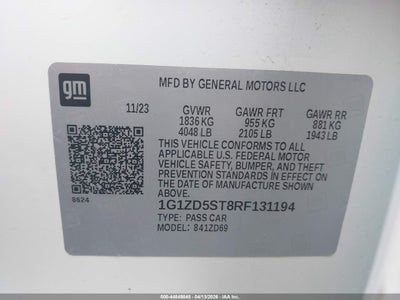 gm
MFD BY GENERAL MOTORS LLC
11/23 GVWR GAWR FRT GAWR RR
1836 KG 955 KG 881 KG
4048 LB 2105 LB 1943 LB
THIS VEHICLE CONFORMS TO ALL
APPLICABLE U.S. FEDERAL MOTOR
VEHICLE SAFETY, BUMPER, AND THEFT
PREVENTION STANDARDS IN EFFECT ON
THE DATE OF MANUFACTURE SHOWN
ABOVE.
8624
1G1ZD5ST8RF131194
TYPE: PASS CAR
MODEL: 841ZD69